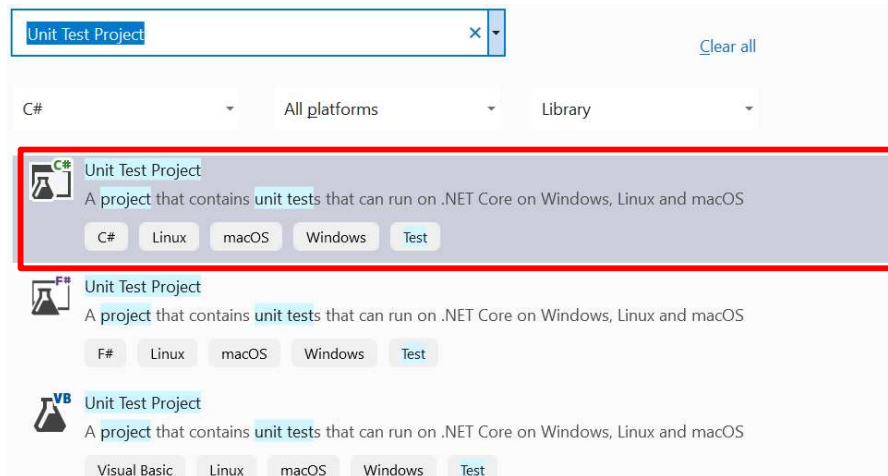 Unit Test Project
Clear all
C# All platforms Library
C#
Unit Test Project
A project that contains unit tests that can run on .NET Core on Windows, Linux and macOS
C# Linux macOS Windows Test
F#
Unit Test Project
A project that contains unit tests that can run on .NET Core on Windows, Linux and macOS
F# Linux macOS Windows Test
VB
Unit Test Project
A project that contains unit tests that can run on .NET Core on Windows, Linux and macOS
Visual Basic Linux macOS Windows Test